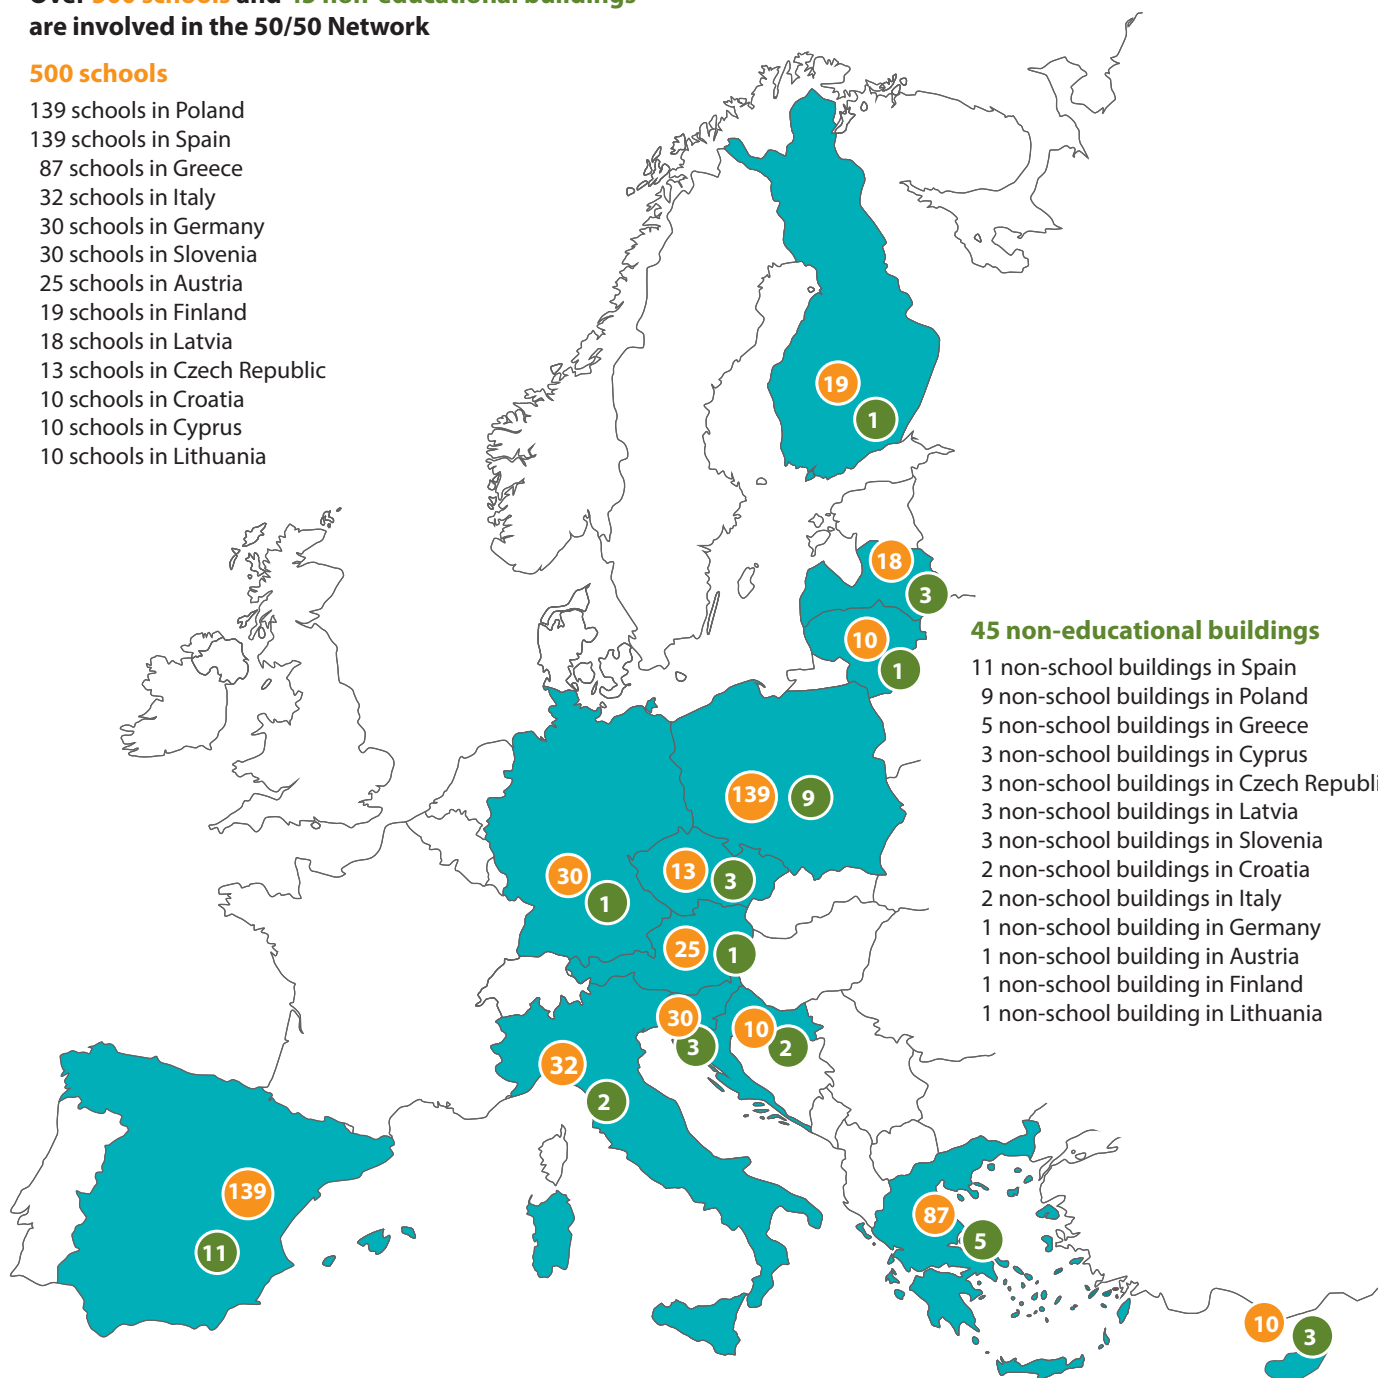 Over 500 schools and 45 non-educational buildings
are involved in the 50/50 Network
500 schools
139 schools in Poland
139 schools in Spain
87 schools in Greece
32 schools in Italy
30 schools in Germany
30 schools in Slovenia
25 schools in Austria
19 schools in Finland
18 schools in Latvia
13 schools in Czech Republic
10 schools in Croatia
10 schools in Cyprus
10 schools in Lithuania
19
1
18
3
10
1
45 non-educational buildings
11 non-school buildings in Spain
9 non-school buildings in Poland
5 non-school buildings in Greece
3 non-school buildings in Cyprus
3 non-school buildings in Czech Republi
3 non-school buildings in Latvia
3 non-school buildings in Slovenia
2 non-school buildings in Croatia
2 non-school buildings in Italy
1 non-school building in Germany
1 non-school building in Austria
1 non-school building in Finland
1 non-school building in Lithuania
139
9
30
1
13
3
25
1
30
3
10
2
32
2
139
11
87
5
10
3